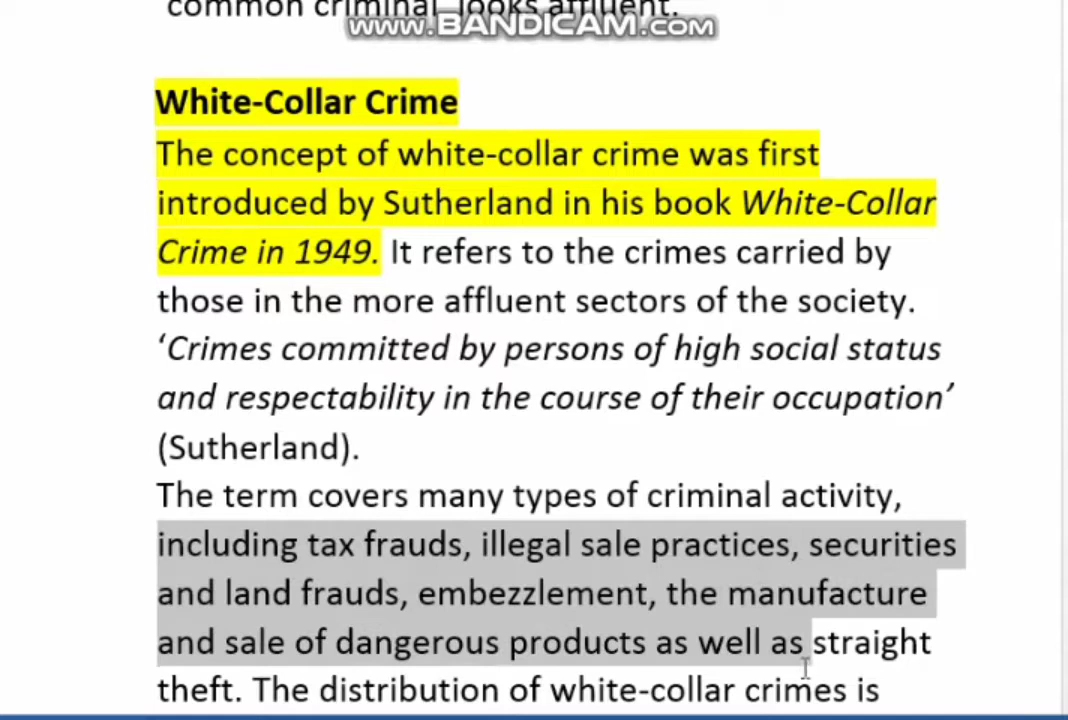 common criminal looks affluent.
www.BANDICAM.com
White-Collar Crime
The concept of white-collar crime was first
introduced by Sutherland in his book White-Collar
Crime in 1949. It refers to the crimes carried by
those in the more affluent sectors of the society.
‘Crimes committed by persons of high social status
and respectability in the course of their occupation’
(Sutherland).
The term covers many types of criminal activity,
including tax frauds, illegal sale practices, securities
and land frauds, embezzlement, the manufacture
and sale of dangerous products as well as straight
theft. The distribution of white-collar crimes is